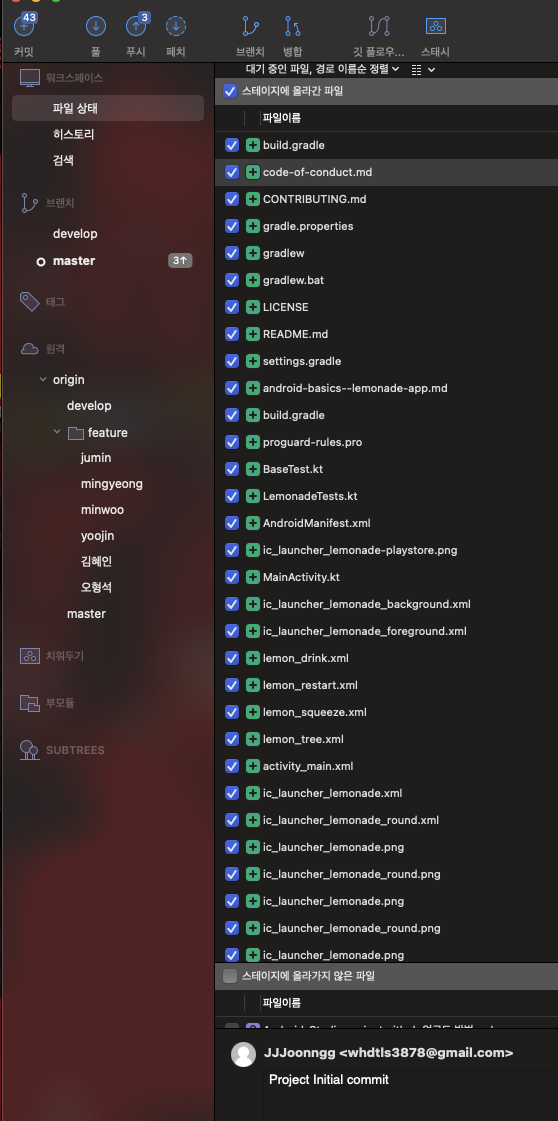 43
3
커밋
풀
푸시
페치
브랜치
병합
깃 플로우...
스태시
대기 중인 파일, 경로 이름순 정렬
워크스페이스
파일 상태
히스토리
검색
브랜치
develop
master
3↑
태그
원격
origin
develop
feature
jumin
mingyeong
minwoo
yoojin
김혜인
오형석
master
치워두기
부모듈
SUBTREES
스테이지에 올라간 파일
파일이름
build.gradle
code-of-conduct.md
CONTRIBUTING.md
gradle.properties
gradlew
gradlew.bat
LICENSE
README.md
settings.gradle
android-basics--lemonade-app.md
build.gradle
proguard-rules.pro
BaseTest.kt
LemonadeTests.kt
AndroidManifest.xml
ic_launcher_lemonade-playstore.png
MainActivity.kt
ic_launcher_lemonade_background.xml
ic_launcher_lemonade_foreground.xml
lemon_drink.xml
lemon_restart.xml
lemon_squeeze.xml
lemon_tree.xml
activity_main.xml
ic_launcher_lemonade.xml
ic_launcher_lemonade_round.xml
ic_launcher_lemonade.png
ic_launcher_lemonade_round.png
ic_launcher_lemonade.png
ic_launcher_lemonade_round.png
ic_launcher_lemonade.png
스테이지에 올라가지 않은 파일
파일이름
JJJoonngg <whdtls3878@gmail.com>
Project Initial commit